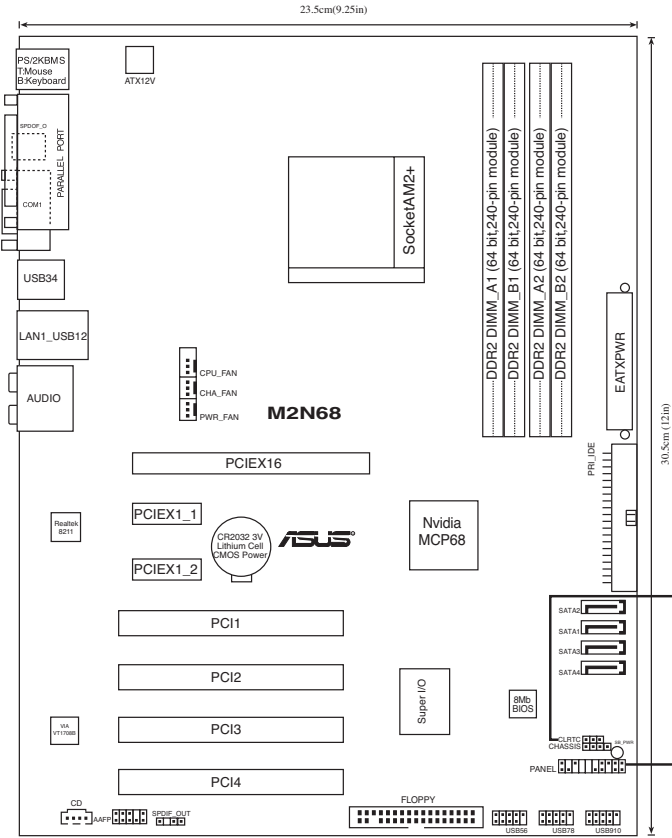 23.5cm(9.25in)
PS/2KBMS
T:Mouse
B:Keyboard
ATX12V
SPDOF_O
PARALLEL PORT
COM1
SocketAM2+
DDR2 DIMM_A1 (64 bit,240-pin module)
DDR2 DIMM_B1 (64 bit,240-pin module)
DDR2 DIMM_A2 (64 bit,240-pin module)
DDR2 DIMM_B2 (64 bit,240-pin module)
USB34
LAN1_USB12
AUDIO
EATXPWR
30.5cm (12in)
CPU_FAN
CHA_FAN
PWR_FAN
M2N68
PCIEX16
PRI_IDE
PCIEX1_1
Realtek
8211
CR2032 3V
Lithium Cell
CMOS Power
ASUS
Nvidia
MCP68
PCIEX1_2
SATA2
SATA1
SATA3
SATA4
PCI1
PCI2
Super I/O
8Mb
BIOS
VIA
VT1708B
PCI3
CLRTC
CHASSIS
SB_PWR
PANEL
PCI4
CD
AAFP
SPDIF_OUT
FLOPPY
USB56
USB78
USB910